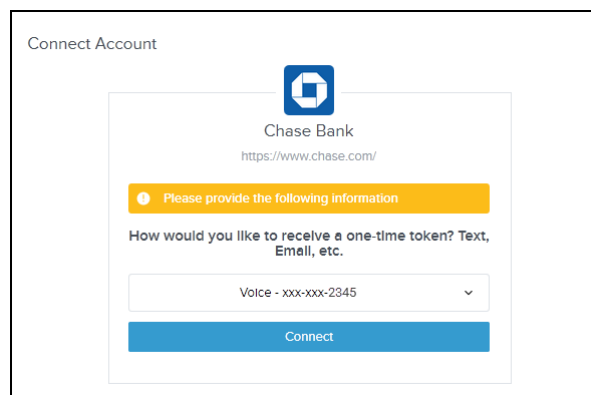 Connect Account
Chase Bank
https://www.chase.com/
Please provide the following information
How would you like to receive a one-time token? Text,
Email, etc.
Voice - xxx-xxx-2345
Connect